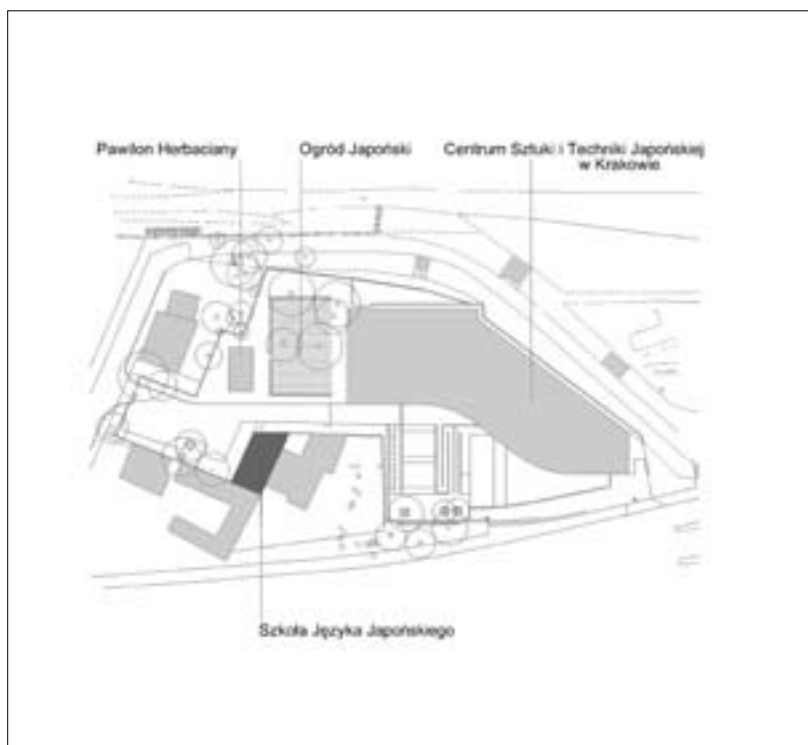 Pawilon Herbaciany
Ogród Japoński
Centrum Sztuki i Techniki Japońskiej
w Krakowie
Szkoła Języka Japońskiego